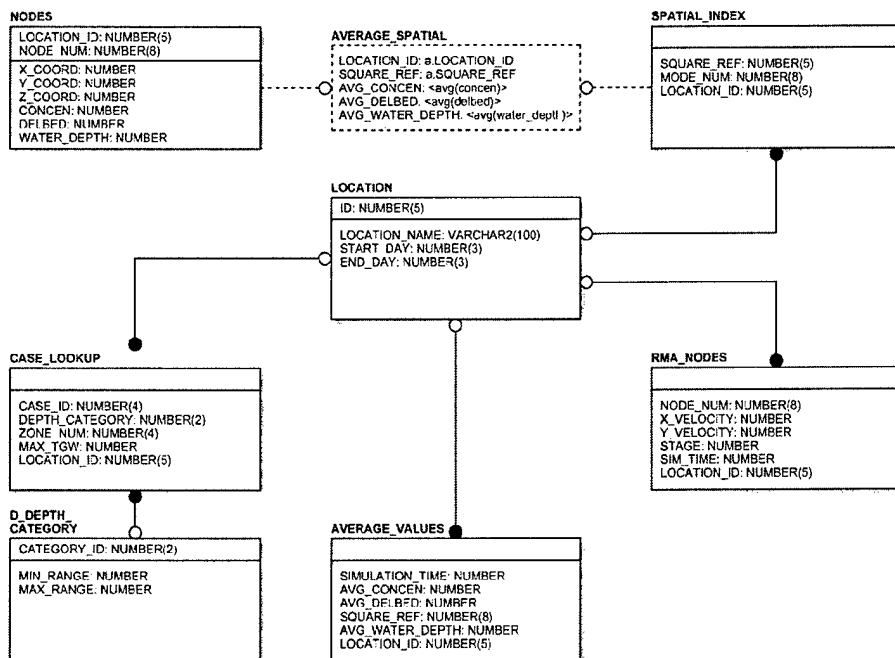 NODES
LOCATION_ID: NUMBER(5)
NODE_NUM: NUMBER(8)
X_COORD: NUMBER
Y_COORD: NUMBER
Z_COORD: NUMBER
CONCEN: NUMBER
DELBED: NUMBER
WATER_DEPTH: NUMBER
AVERAGE_SPATIAL
LOCATION_ID: a.LOCATION_ID
SQUARE_REF: a.SQUARE_REF
AVG_CONCEN: <avg(concen)>
AVG_DELBED: <avg(delbed)>
AVG_WATER_DEPTH: <avg(water_depth)>
SPATIAL_INDEX
SQUARE_REF: NUMBER(5)
MODE_NUM: NUMBER(8)
LOCATION_ID: NUMBER(5)
LOCATION
ID: NUMBER(5)
LOCATION_NAME: VARCHAR2(100)
START_DAY: NUMBER(3)
END_DAY: NUMBER(3)
CASE_LOOKUP
CASE_ID: NUMBER(4)
DEPTH_CATEGORY: NUMBER(2)
ZONE_NUM: NUMBER(4)
MAX_TGW: NUMBER
LOCATION_ID: NUMBER(5)
RMA_NODES
NODE_NUM: NUMBER(8)
X_VELOCITY: NUMBER
Y_VELOCITY: NUMBER
STAGE: NUMBER
SIM_TIME: NUMBER
LOCATION_ID: NUMBER(5)
D_DEPTH_
CATEGORY
CATEGORY_ID: NUMBER(2)
MIN_RANGE: NUMBER
MAX_RANGE: NUMBER
AVERAGE_VALUES
SIMULATION_TIME: NUMBER
AVG_CONCEN: NUMBER
AVG_DELBED: NUMBER
SQUARE_REF: NUMBER(8)
AVG_WATER_DEPTH: NUMBER
LOCATION_ID: NUMBER(5)